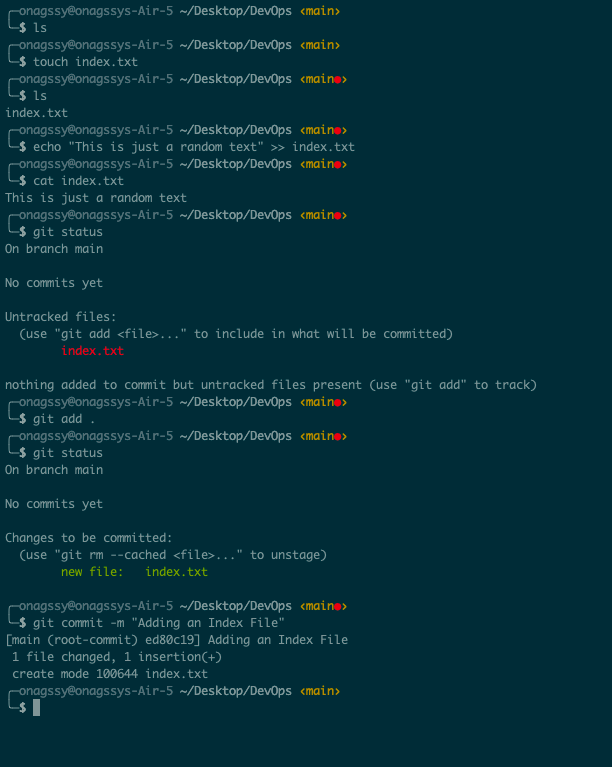 ╭─onagssy@onagssys-Air-5 ~/Desktop/DevOps ‹main›
╰─$ ls
╭─onagssy@onagssys-Air-5 ~/Desktop/DevOps ‹main›
╰─$ touch index.txt
╭─onagssy@onagssys-Air-5 ~/Desktop/DevOps ‹main●›
╰─$ ls
index.txt
╭─onagssy@onagssys-Air-5 ~/Desktop/DevOps ‹main●›
╰─$ echo "This is just a random text" >> index.txt
╭─onagssy@onagssys-Air-5 ~/Desktop/DevOps ‹main●›
╰─$ cat index.txt
This is just a random text
╭─onagssy@onagssys-Air-5 ~/Desktop/DevOps ‹main●›
╰─$ git status
On branch main

No commits yet

Untracked files:
  (use "git add <file>..." to include in what will be committed)
        index.txt

nothing added to commit but untracked files present (use "git add" to track)
╭─onagssy@onagssys-Air-5 ~/Desktop/DevOps ‹main●›
╰─$ git add .
╭─onagssy@onagssys-Air-5 ~/Desktop/DevOps ‹main●›
╰─$ git status
On branch main

No commits yet

Changes to be committed:
  (use "git rm --cached <file>..." to unstage)
        new file:   index.txt

╭─onagssy@onagssys-Air-5 ~/Desktop/DevOps ‹main●›
╰─$ git commit -m "Adding an Index File"
[main (root-commit) ed80c19] Adding an Index File
 1 file changed, 1 insertion(+)
 create mode 100644 index.txt
╭─onagssy@onagssys-Air-5 ~/Desktop/DevOps ‹main›
╰─$